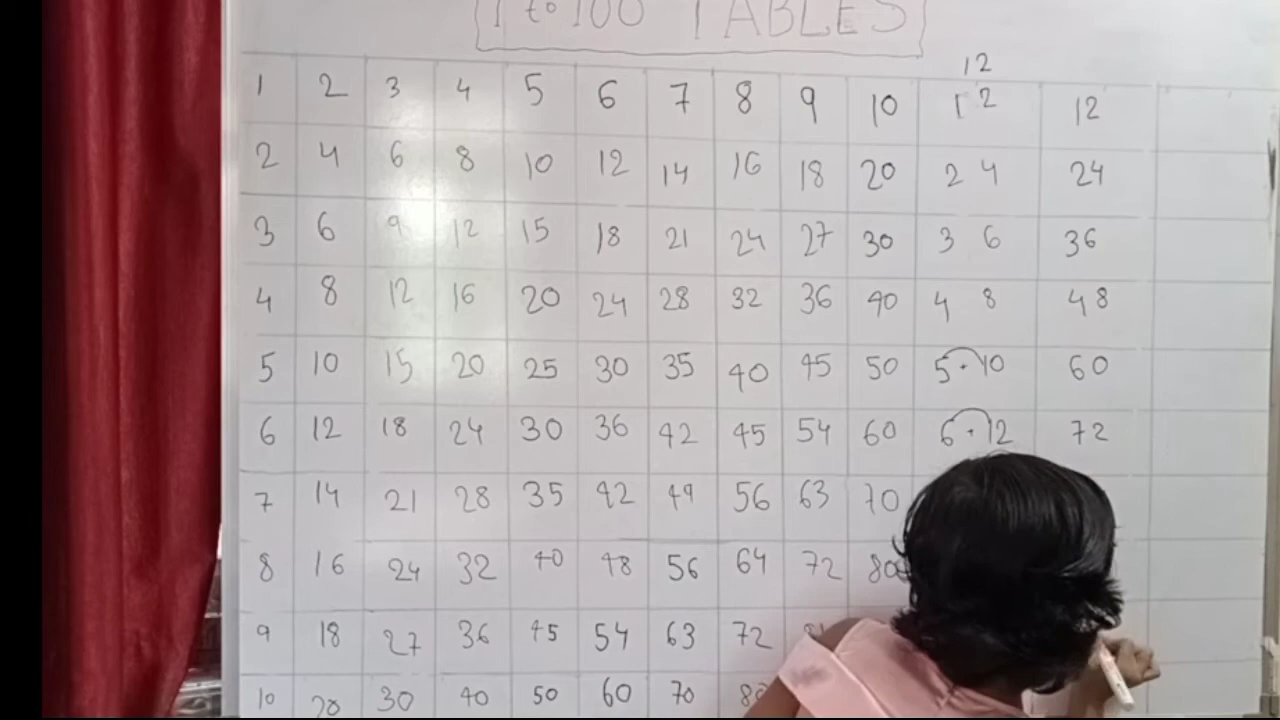 1 to 100 TABLES
12
1 2 3 4 5 6 7 8 9 10 1 2 12
2 4 6 8 10 12 14 16 18 20 2 4 24
3 6 9 12 15 18 21 24 27 30 3 6 36
4 8 12 16 20 24 28 32 36 40 4 8 48
5 10 15 20 25 30 35 40 45 50 5 · 10 60
6 12 18 24 30 36 42 45 54 60 6 · 12 72
7 14 21 28 35 42 49 56 63 70
8 16 24 32 40 48 56 64 72 80
9 18 27 36 45 54 63 72
10 20 30 40 50 60 70 80